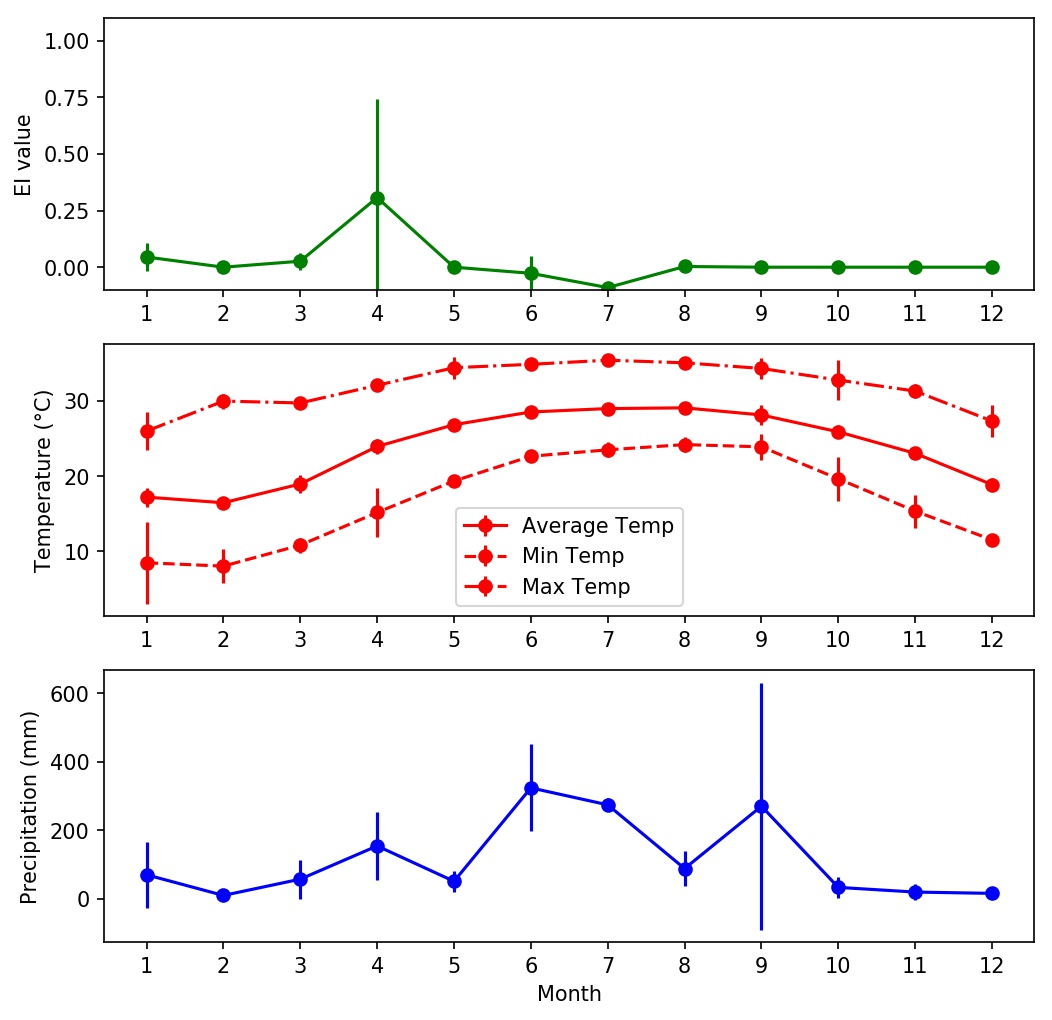 EI value
1.00
0.75
0.50
0.25
0.00
1 2 3 4 5 6 7 8 9 10 11 12
Temperature (°C)
30
20
10
Average Temp
Min Temp
Max Temp
1 2 3 4 5 6 7 8 9 10 11 12
Precipitation (mm)
600
400
200
0
1 2 3 4 5 6 7 8 9 10 11 12
Month